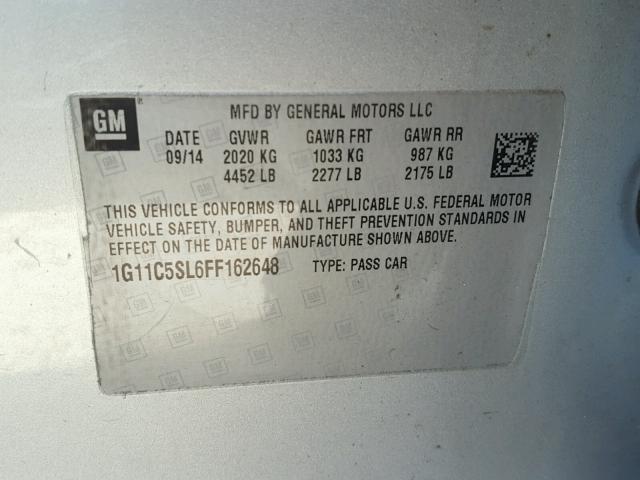 GM
MFD BY GENERAL MOTORS LLC
DATE GVWR GAWR FRT GAWR RR
09/14 2020 KG 1033 KG 987 KG
4452 LB 2277 LB 2175 LB
THIS VEHICLE CONFORMS TO ALL APPLICABLE U.S. FEDERAL MOTOR
VEHICLE SAFETY, BUMPER, AND THEFT PREVENTION STANDARDS IN
EFFECT ON THE DATE OF MANUFACTURE SHOWN ABOVE.
1G11C5SL6FF162648 TYPE: PASS CAR